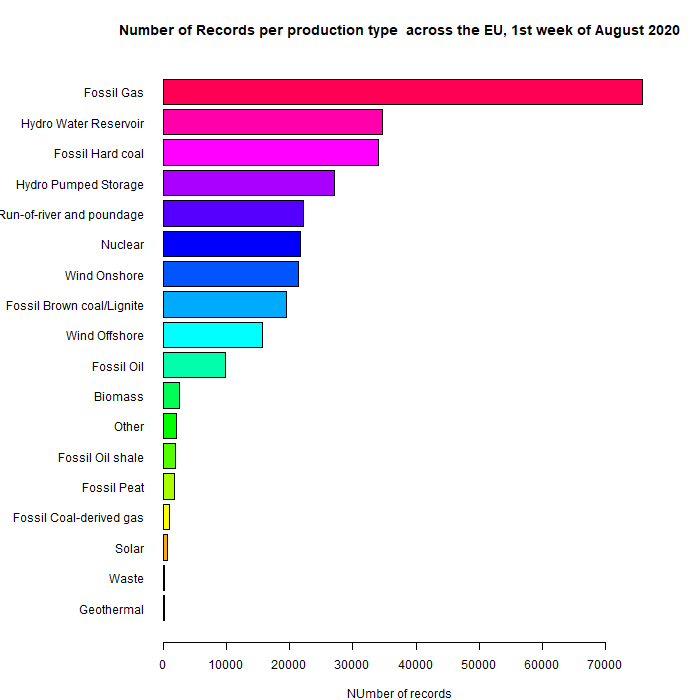 Number of Records per production type  across the EU, 1st week of August 2020
Fossil Gas
Hydro Water Reservoir
Fossil Hard coal
Hydro Pumped Storage
Run-of-river and poundage
Nuclear
Wind Onshore
Fossil Brown coal/Lignite
Wind Offshore
Fossil Oil
Biomass
Other
Fossil Oil shale
Fossil Peat
Fossil Coal-derived gas
Solar
Waste
Geothermal
0 10000 20000 30000 40000 50000 60000 70000
NUmber of records